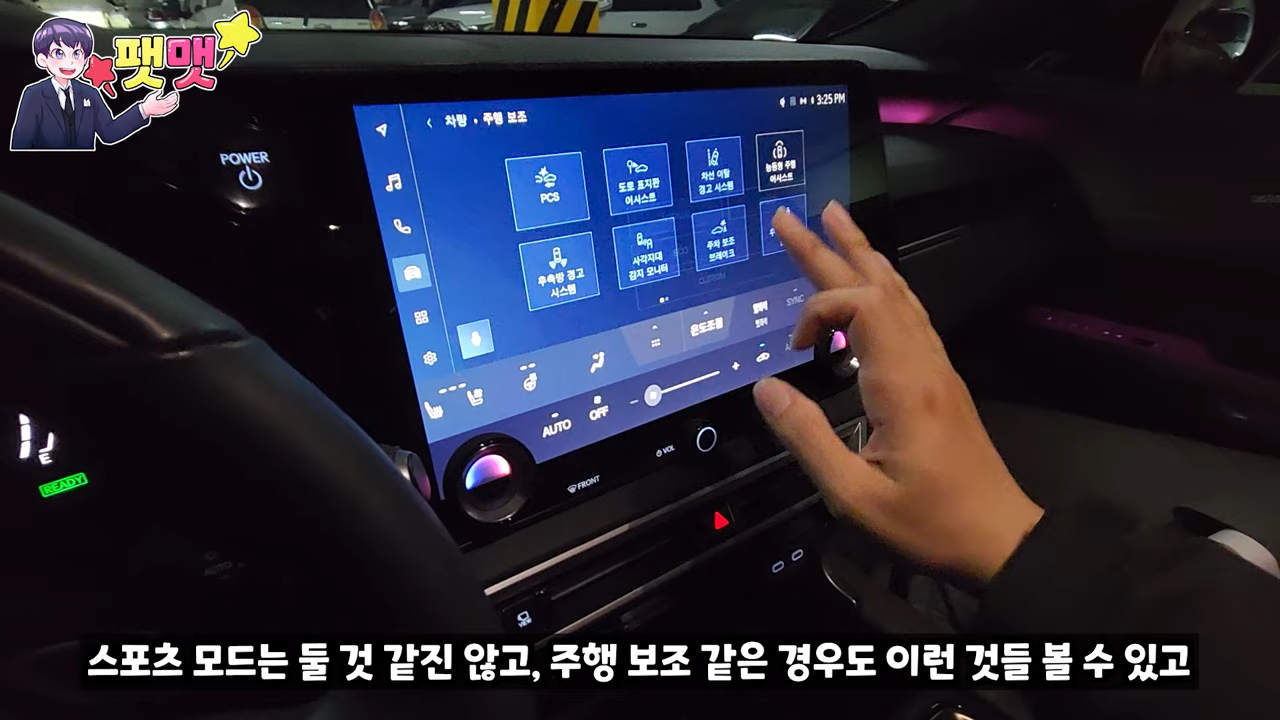 팻맷
POWER
차량 • 주행 보조
3:25 PM
PCS
도로 표지판
어시스트
차선 이탈
경고 시스템
능동형 주행
어시스트
후측방 경고
시스템
사각지대
감지 모니터
주차 보조
브레이크
온도조절
SYNC
AUTO
OFF
VOL
FRONT
E
READY
VIEW
스포츠 모드는 둘 것 같진 않고, 주행 보조 같은 경우도 이런 것들 볼 수 있고